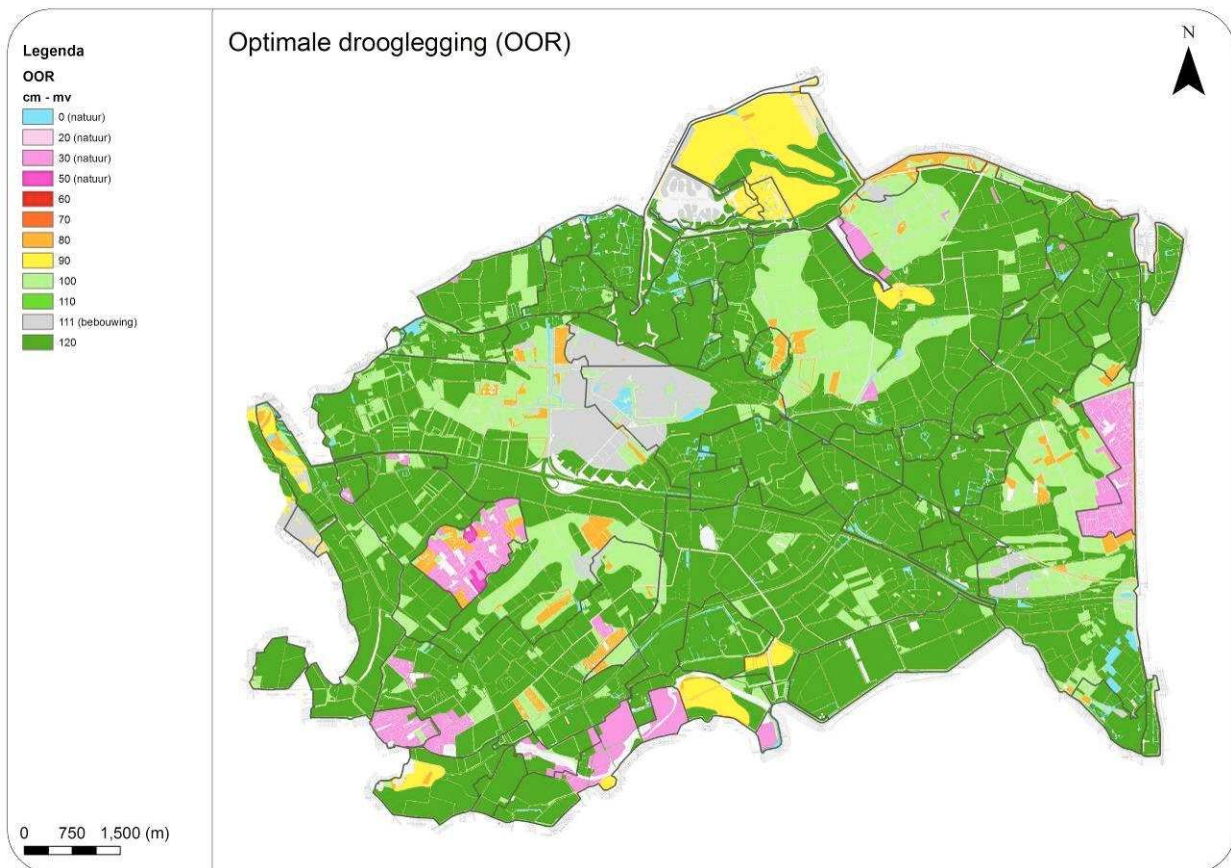 Optimale drooglegging (OOR)
N
Legenda
OOR
cm - mv
0 (natuur)
20 (natuur)
30 (natuur)
50 (natuur)
60
70
80
90
100
110
111 (bebouwing)
120
0 750 1,500 (m)